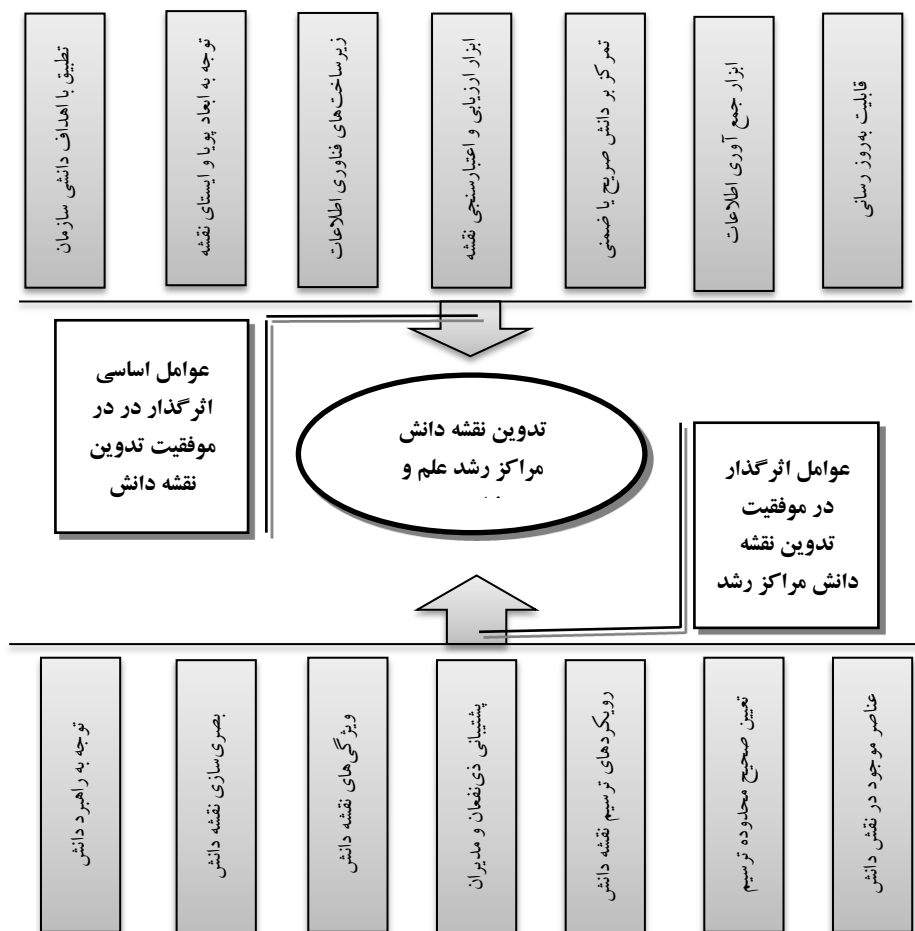 قابلیت به‌روز رسانی
ابزار جمع آوری اطلاعات
تمرکز بر دانش صریح یا ضمنی
ابزار ارزیابی و اعتبارسنجی نقشه
زیرساخت‌های فناوری اطلاعات
توجه به ابعاد پویا و ایستای نقشه
تطبیق با اهداف دانشی سازمان
عوامل اساسی
اثرگذار در در
موفقیت تدوین
نقشه دانش
تدوین نقشه دانش
مراکز رشد علم و
عوامل اثرگذار
در موفقیت
تدوین نقشه
دانش مراکز رشد
عناصر موجود در نقش دانش
تعیین صحیح محدوده ترسیم
رویکردهای ترسیم نقشه دانش
پشتیبانی ذی‌نفعان و مدیران
ویژگی‌های نقشه دانش
بصری‌سازی نقشه دانش
توجه به راهبرد دانش